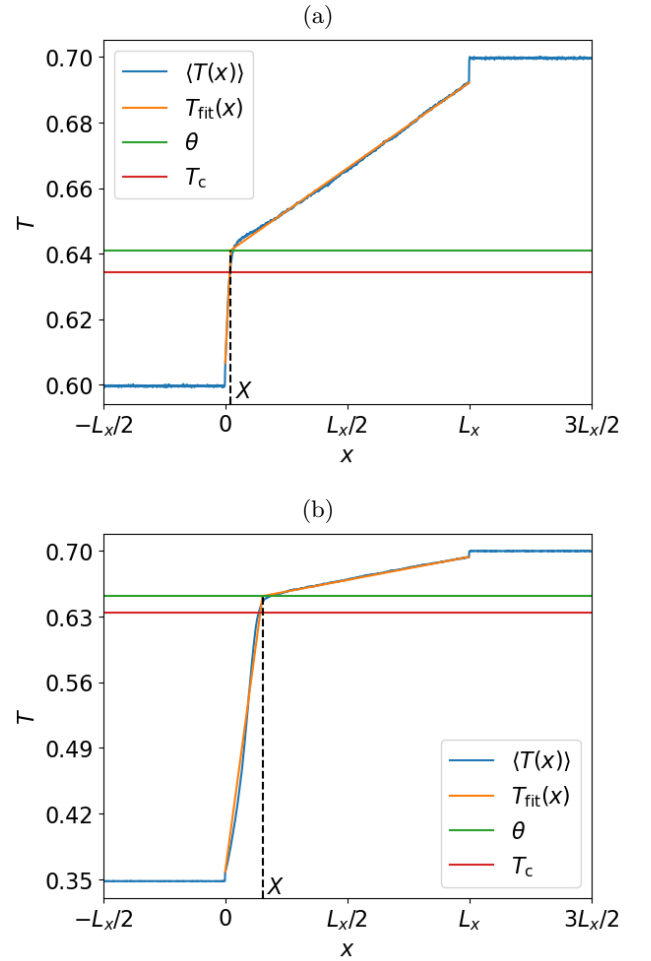 (a)
0.70
0.68
0.66
0.64
0.62
0.60
T
⟨T(x)⟩
T_fit(x)
θ
T_c
X
−L_x/2
0
L_x/2
L_x
3L_x/2
x
(b)
0.70
0.63
0.56
0.49
0.42
0.35
T
⟨T(x)⟩
T_fit(x)
θ
T_c
X
−L_x/2
0
L_x/2
L_x
3L_x/2
x